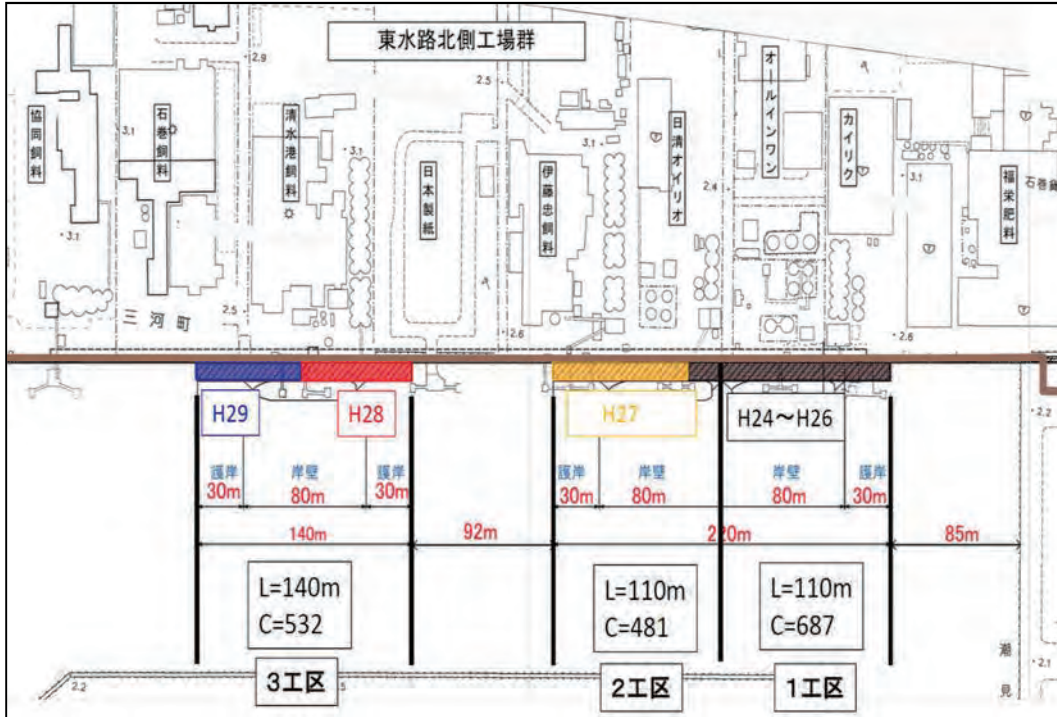 東水路北側工場群
協同飼料
石巻飼料
清水港飼料
日本製紙
伊藤忠飼料
日清オイリオ
オールインワン
カイリク
福栄肥料
石巻
2.9
2.5
3.1
3.1
3.1
2.4
3.1
3.1
三河町
2.5
2.6
2.6
2.2
H29
H28
H27
H24～H26
護岸
岸壁
護岸
護岸
岸壁
岸壁
護岸
30m
80m
30m
30m
80m
80m
30m
140m
92m
220m
85m
L=140m
C=532
L=110m
C=481
L=110m
C=687
3工区
2工区
1工区
2.2
.5
潮見
2.1